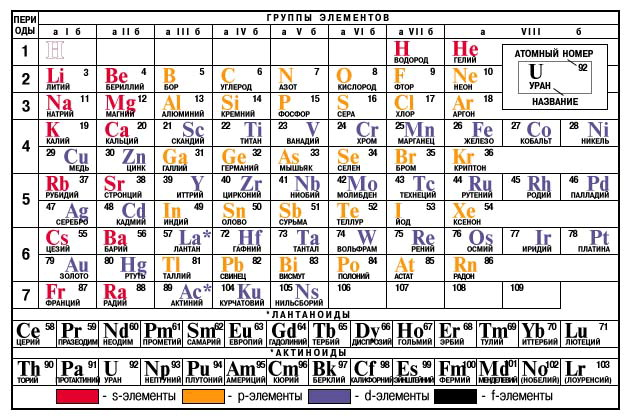 ПЕРИОДЫ ГРУППЫ ЭЛЕМЕНТОВ
а I б а II б а III б а IV б а V б а VI б а VII б а VIII б
1 H H ВОДОРОД He ГЕЛИЙ
АТОМНЫЙ НОМЕР
U 92
УРАН
НАЗВАНИЕ
2 Li 3 Be 4 B 5 C 6 N 7 O 8 F 9 Ne 10
ЛИТИЙ БЕРИЛЛИЙ БОР УГЛЕРОД АЗОТ КИСЛОРОД ФТОР НЕОН
3 Na 11 Mg 12 Al 13 Si 14 P 15 S 16 Cl 17 Ar 18
НАТРИЙ МАГНИЙ АЛЮМИНИЙ КРЕМНИЙ ФОСФОР СЕРА ХЛОР АРГОН
4 K 19 Ca 20 21 Sc 22 Ti 23 V 24 Cr 25 Mn 26 Fe 27 Co 28 Ni
КАЛИЙ КАЛЬЦИЙ СКАНДИЙ ТИТАН ВАНАДИЙ ХРОМ МАРГАНЕЦ ЖЕЛЕЗО КОБАЛЬТ НИКЕЛЬ
29 Cu 30 Zn Ga 31 Ge 32 As 33 Se 34 Br 35 Kr 36
МЕДЬ ЦИНК ГАЛЛИЙ ГЕРМАНИЙ МЫШЬЯК СЕЛЕН БРОМ КРИПТОН
5 Rb 37 Sr 38 39 Y 40 Zr 41 Nb 42 Mo 43 Tc 44 Ru 45 Rh 46 Pd
РУБИДИЙ СТРОНЦИЙ ИТТРИЙ ЦИРКОНИЙ НИОБИЙ МОЛИБДЕН ТЕХНЕЦИЙ РУТЕНИЙ РОДИЙ ПАЛЛАДИЙ
47 Ag 48 Cd In 49 Sn 50 Sb 51 Te 52 I 53 Xe 54
СЕРЕБРО КАДМИЙ ИНДИЙ ОЛОВО СУРЬМА ТЕЛЛУР ЙОД КСЕНОН
6 Cs 55 Ba 56 57 La* 72 Hf 73 Ta 74 W 75 Re 76 Os 77 Ir 78 Pt
ЦЕЗИЙ БАРИЙ ЛАНТАН ГАФНИЙ ТАНТАЛ ВОЛЬФРАМ РЕНИЙ ОСМИЙ ИРИДИЙ ПЛАТИНА
79 Au 80 Hg Tl 81 Pb 82 Bi 83 Po 84 At 85 Rn 86
ЗОЛОТО РТУТЬ ТАЛЛИЙ СВИНЕЦ ВИСМУТ ПОЛОНИЙ АСТАТ РАДОН
7 Fr 87 Ra 88 89 Ac* 104 Ku 105 Ns 106 107 108 109
ФРАНЦИЙ РАДИЙ АКТИНИЙ КУРЧАТОВИЙ НИЛЬСБОРИЙ
*ЛАНТАНОИДЫ
Ce 58 Pr 59 Nd 60 Pm 61 Sm 62 Eu 63 Gd 64 Tb 65 Dy 66 Ho 67 Er 68 Tm 69 Yb 70 Lu 71
ЦЕРИЙ ПРАЗЕОДИМ НЕОДИМ ПРОМЕТИЙ САМАРИЙ ЕВРОПИЙ ГАДОЛИНИЙ ТЕРБИЙ ДИСПРОЗИЙ ГОЛЬМИЙ ЭРБИЙ ТУЛИЙ ИТТЕРБИЙ ЛЮТЕЦИЙ
*АКТИНОИДЫ
Th 90 Pa 91 U 92 Np 93 Pu 94 Am 95 Cm 96 Bk 97 Cf 98 Es 99 Fm 100 Md 101 No 102 Lr 103
ТОРИЙ ПРОТАКТИНИЙ УРАН НЕПТУНИЙ ПЛУТОНИЙ АМЕРИЦИЙ КЮРИЙ БЕРКЛИЙ КАЛИФОРНИЙ ЭЙНШТЕЙНИЙ ФЕРМИЙ МЕНДЕЛЕВИЙ (НОБЕЛИЙ) (ЛОУРЕНСИЙ)
- s-элементы - p-элементы - d-элементы - f-элементы